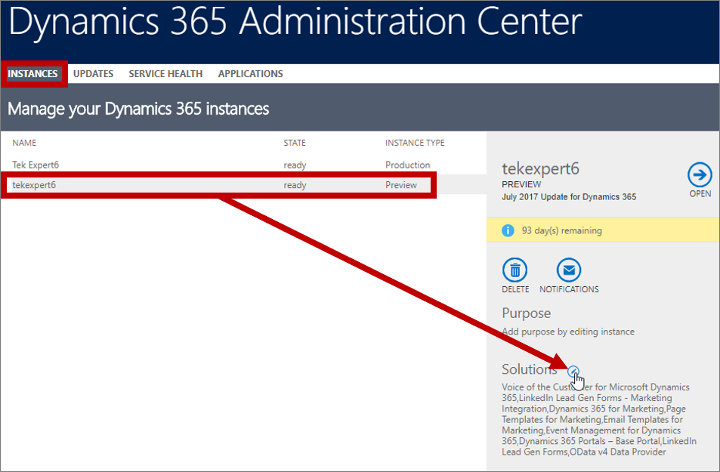 Dynamics 365 Administration Center
INSTANCES UPDATES SERVICE HEALTH APPLICATIONS
Manage your Dynamics 365 instances
NAME STATE INSTANCE TYPE
Tek Expert6 ready Production
tekexpert6 ready Preview
tekexpert6
PREVIEW
July 2017 Update for Dynamics 365
OPEN
93 day(s) remaining
DELETE NOTIFICATIONS
Purpose
Add purpose by editing instance
Solutions
Voice of the Customer for Microsoft Dynamics
365,LinkedIn Lead Gen Forms - Marketing
Integration,Dynamics 365 for Marketing,Page
Templates for Marketing,Email Templates for
Marketing,Event Management for Dynamics
365,Dynamics 365 Portals – Base Portal,LinkedIn
Lead Gen Forms,OData v4 Data Provider